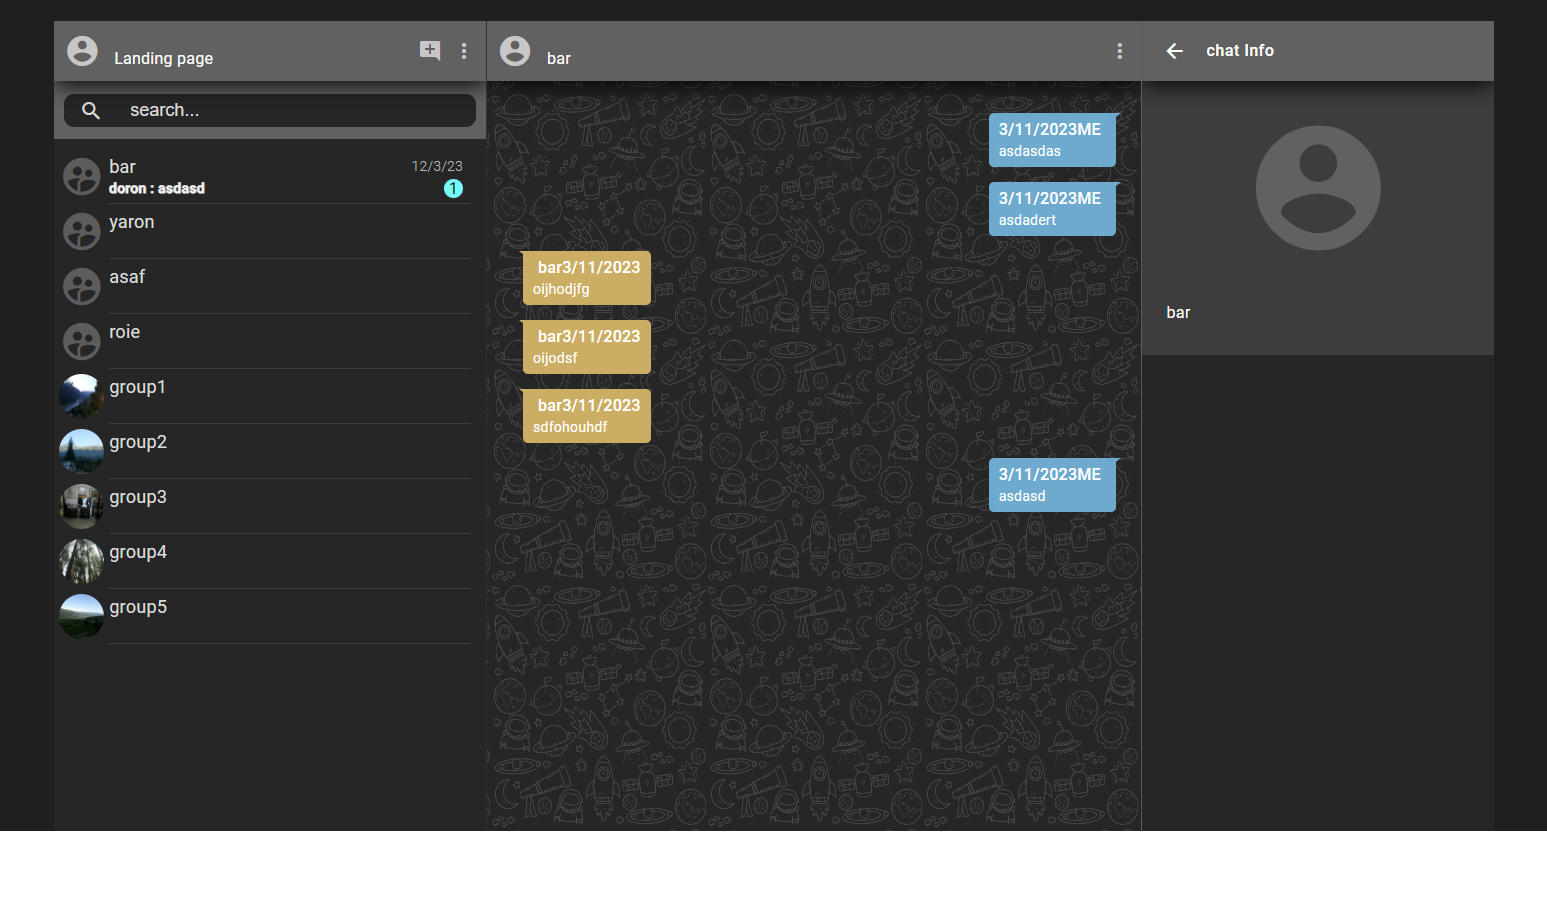 Landing page
search...
bar
12/3/23
doron : asdasd
1
yaron
asaf
roie
group1
group2
group3
group4
group5
bar
3/11/2023ME
asdasdas
3/11/2023ME
asdadert
bar3/11/2023
oijhodjfg
bar3/11/2023
oijodsf
bar3/11/2023
sdfohouhdf
3/11/2023ME
asdasd
chat Info
bar